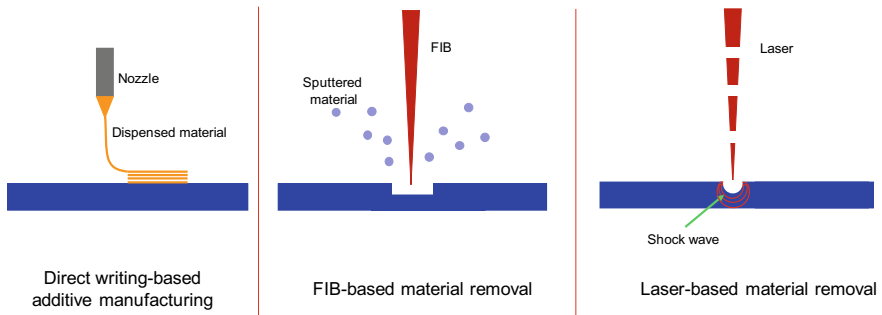 Nozzle
Dispensed material
Direct writing-based
additive manufacturing
FIB
Sputtered
material
FIB-based material removal
Laser
Shock wave
Laser-based material removal